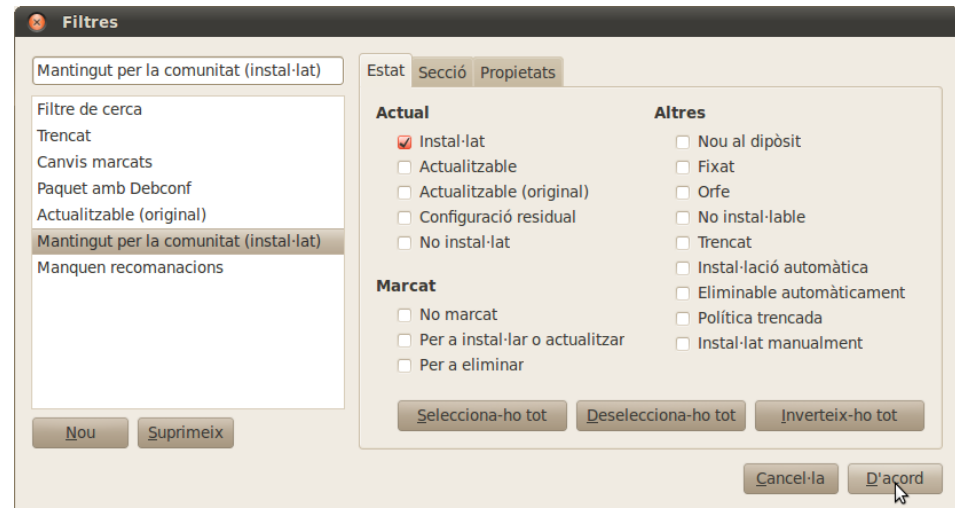 Filtres
Mantingut per la comunitat (instal·lat)
Filtre de cerca
Trencat
Canvis marcats
Paquet amb Debconf
Actualitzable (original)
Mantingut per la comunitat (instal·lat)
Manquen recomanacions
Nou
Suprimeix
Estat
Secció
Propietats
Actual
Instal·lat
Actualitzable
Actualitzable (original)
Configuració residual
No instal·lat
Marcat
No marcat
Per a instal·lar o actualitzar
Per a eliminar
Altres
Nou al dipòsit
Fixat
Orfe
No instal·lable
Trencat
Instal·lació automàtica
Eliminable automàticament
Política trencada
Instal·lat manualment
Selecciona-ho tot
Deselecciona-ho tot
Inverteix-ho tot
Cancel·la
D'acord